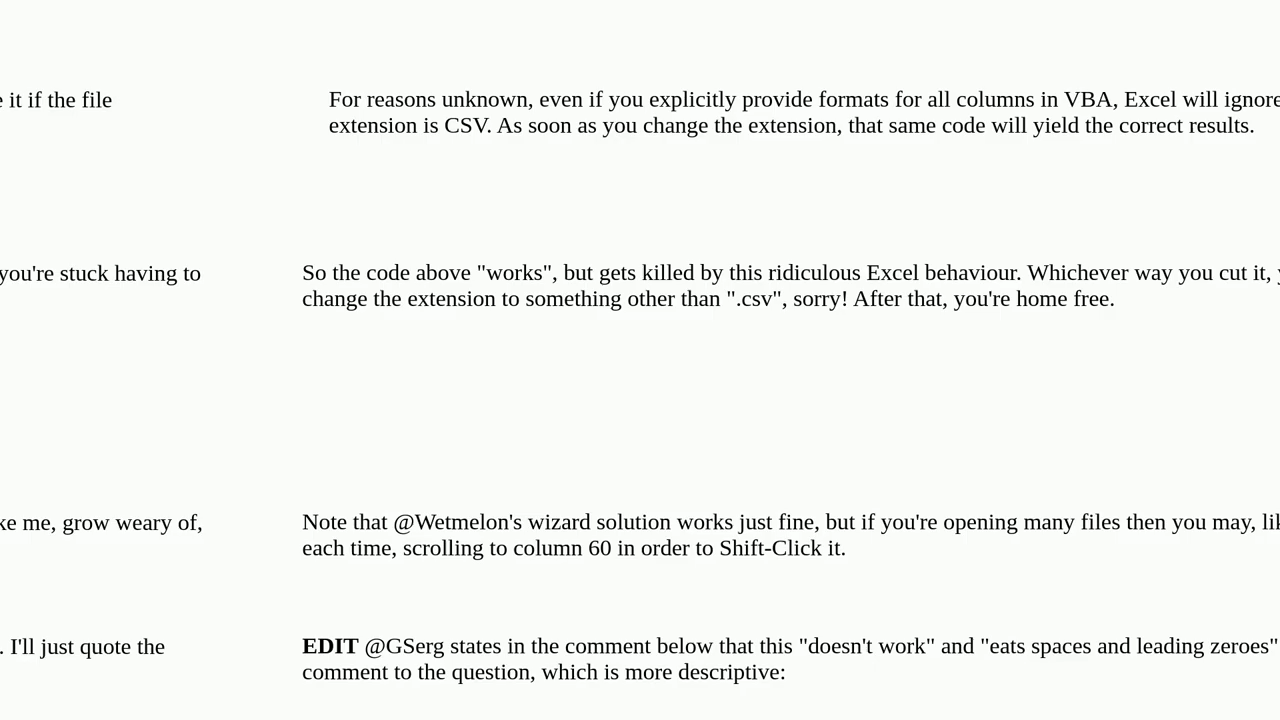 it if the file
you're stuck having to
ke me, grow weary of,
. I'll just quote the
For reasons unknown, even if you explicitly provide formats for all columns in VBA, Excel will ignore
extension is CSV. As soon as you change the extension, that same code will yield the correct results.
So the code above "works", but gets killed by this ridiculous Excel behaviour. Whichever way you cut it,
change the extension to something other than ".csv", sorry! After that, you're home free.
Note that @Wetmelon's wizard solution works just fine, but if you're opening many files then you may, li
each time, scrolling to column 60 in order to Shift-Click it.
EDIT @GSerg states in the comment below that this "doesn't work" and "eats spaces and leading zeroes"
comment to the question, which is more descriptive: